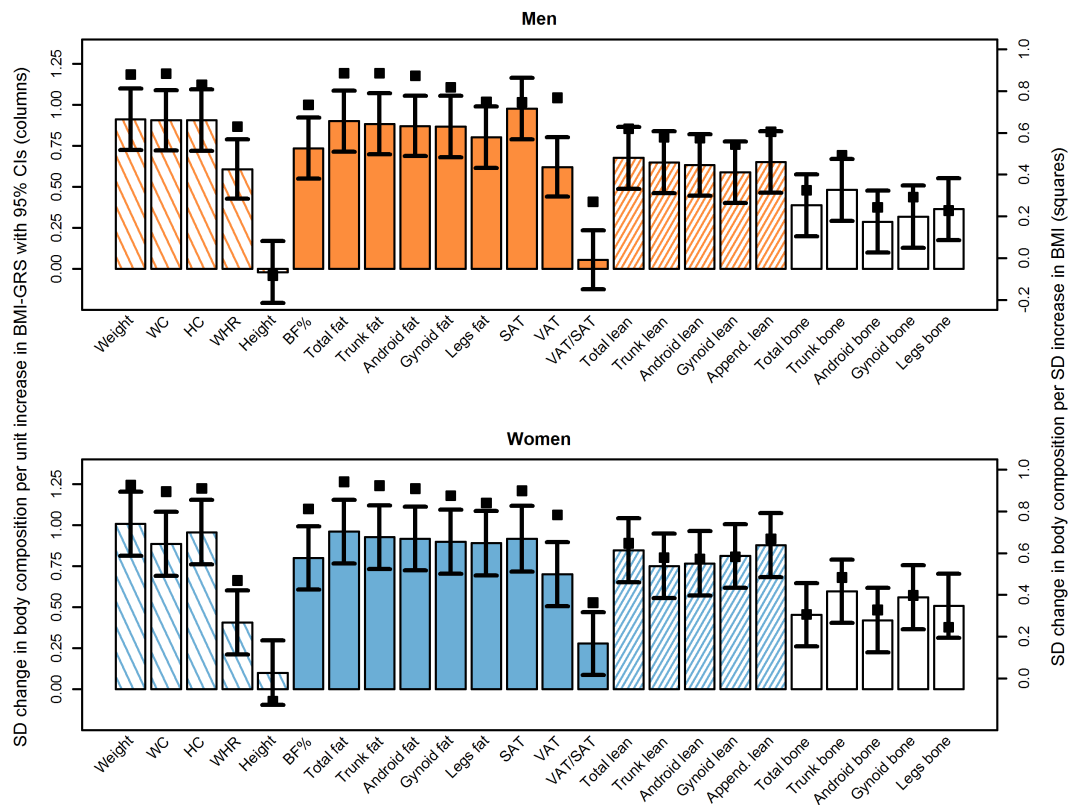 Men
SD change in body composition per unit increase in BMI-GRS with 95% CIs (columns)
1.25
1.00
0.75
0.50
0.25
0.00
1.0
0.8
0.6
0.4
0.2
0.0
-0.2
SD change in body composition per SD increase in BMI (squares)
Weight
WC
HC
WHR
Height
BF%
Total fat
Trunk fat
Android fat
Gynoid fat
Legs fat
SAT
VAT
VAT/SAT
Total lean
Trunk lean
Android lean
Gynoid lean
Append. lean
Total bone
Trunk bone
Android bone
Gynoid bone
Legs bone
Women
1.25
1.00
0.75
0.50
0.25
0.00
1.0
0.8
0.6
0.4
0.2
0.0
Weight
WC
HC
WHR
Height
BF%
Total fat
Trunk fat
Android fat
Gynoid fat
Legs fat
SAT
VAT
VAT/SAT
Total lean
Trunk lean
Android lean
Gynoid lean
Append. lean
Total bone
Trunk bone
Android bone
Gynoid bone
Legs bone